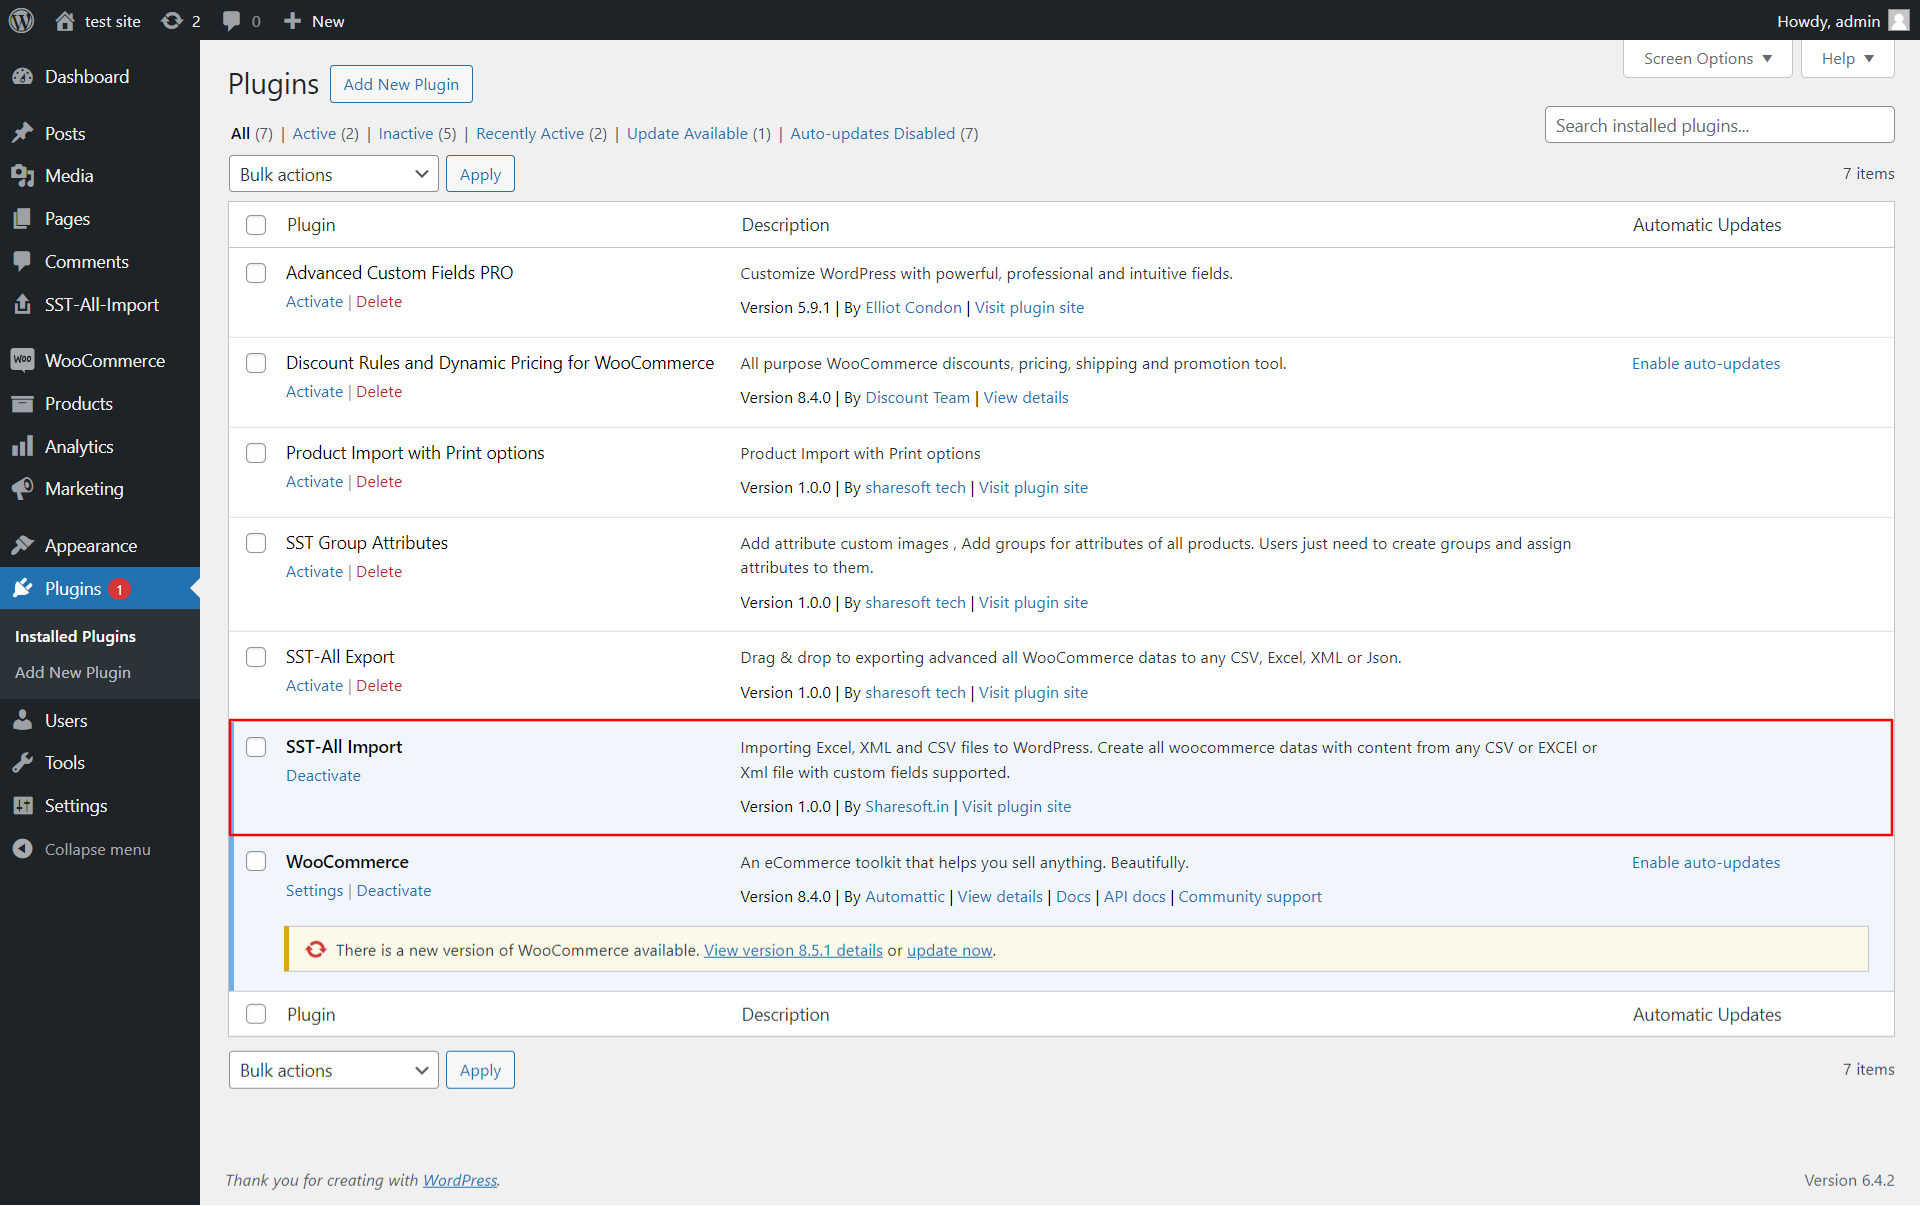 test site 2 0 New Howdy, admin
Screen Options Help
Dashboard
Posts
Media
Pages
Comments
SST-All-Import
Woo WooCommerce
Products
Analytics
Marketing
Appearance
Plugins 1
Installed Plugins
Add New Plugin
Users
Tools
Settings
Collapse menu
Plugins Add New Plugin
All (7) | Active (2) | Inactive (5) | Recently Active (2) | Update Available (1) | Auto-updates Disabled (7)
Search installed plugins...
Bulk actions Apply 7 items
Plugin Description Automatic Updates
Advanced Custom Fields PRO Customize WordPress with powerful, professional and intuitive fields.
Activate | Delete
Version 5.9.1 | By Elliot Condon | Visit plugin site
Discount Rules and Dynamic Pricing for WooCommerce All purpose WooCommerce discounts, pricing, shipping and promotion tool. Enable auto-updates
Activate | Delete
Version 8.4.0 | By Discount Team | View details
Product Import with Print options Product Import with Print options
Activate | Delete
Version 1.0.0 | By sharesoft tech | Visit plugin site
SST Group Attributes Add attribute custom images , Add groups for attributes of all products. Users just need to create groups and assign
Activate | Delete attributes to them.
Version 1.0.0 | By sharesoft tech | Visit plugin site
SST-All Export Drag & drop to exporting advanced all WooCommerce datas to any CSV, Excel, XML or Json.
Activate | Delete
Version 1.0.0 | By sharesoft tech | Visit plugin site
SST-All Import Importing Excel, XML and CSV files to WordPress. Create all woocommerce datas with content from any CSV or EXCEl or
Deactivate Xml file with custom fields supported.
Version 1.0.0 | By Sharesoft.in | Visit plugin site
WooCommerce An eCommerce toolkit that helps you sell anything. Beautifully. Enable auto-updates
Settings | Deactivate
Version 8.4.0 | By Automattic | View details | Docs | API docs | Community support
There is a new version of WooCommerce available. View version 8.5.1 details or update now.
Plugin Description Automatic Updates
Bulk actions Apply 7 items
Thank you for creating with WordPress. Version 6.4.2